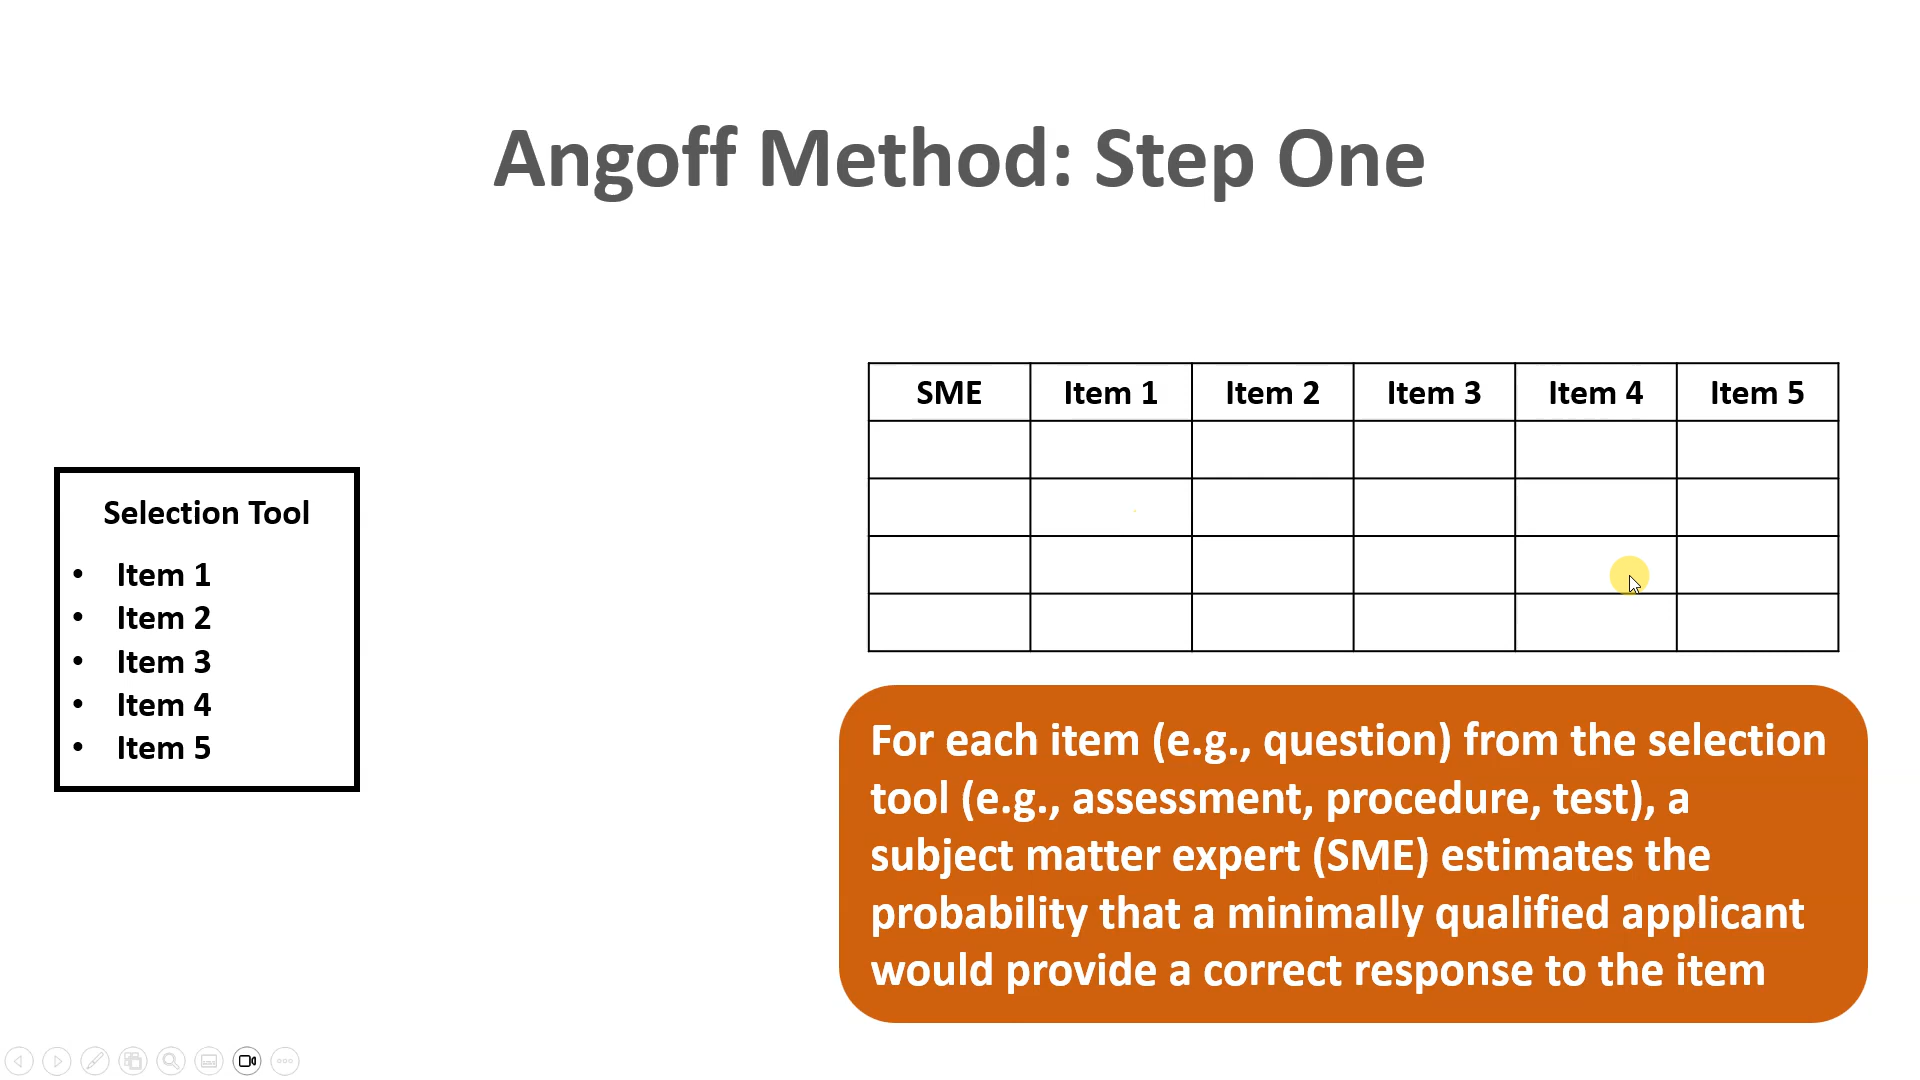 Angoff Method: Step One
Selection Tool
• Item 1
• Item 2
• Item 3
• Item 4
• Item 5
SME Item 1 Item 2 Item 3 Item 4 Item 5
For each item (e.g., question) from the selection
tool (e.g., assessment, procedure, test), a
subject matter expert (SME) estimates the
probability that a minimally qualified applicant
would provide a correct response to the item